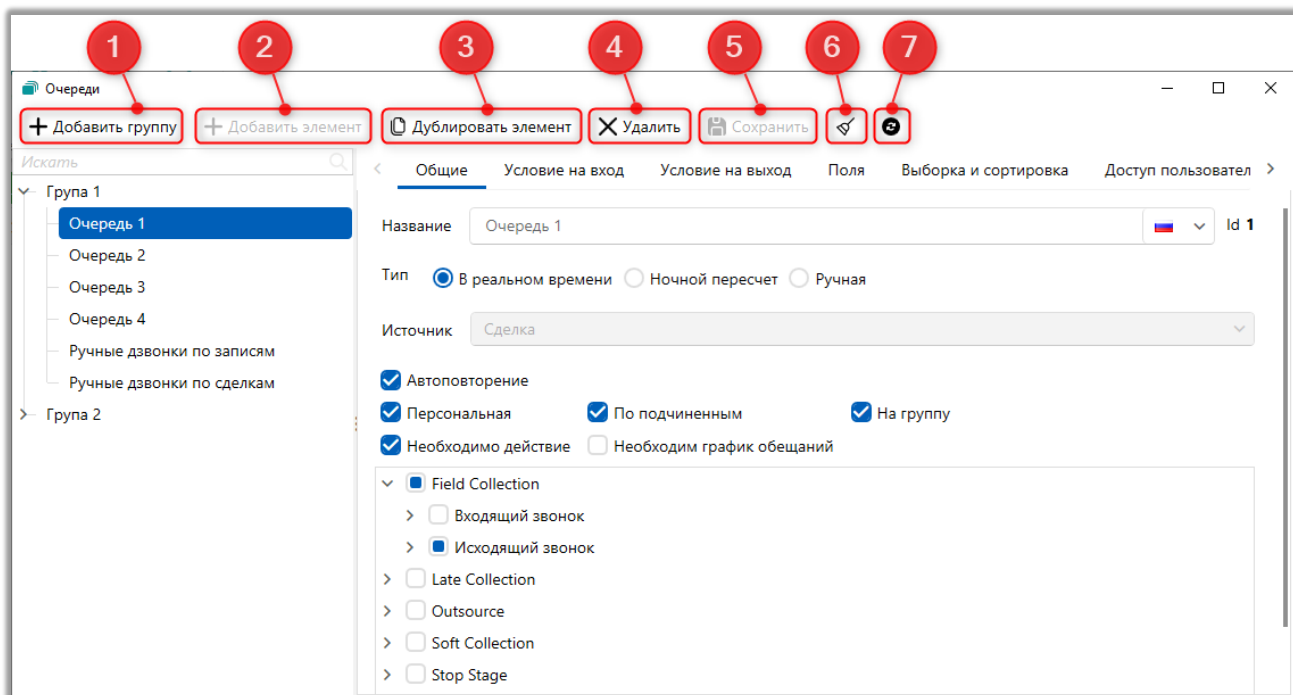 1 2 3 4 5 6 7
Очереди
Добавить группу Добавить элемент Дублировать элемент Удалить Сохранить
Искать
Общие Условие на вход Условие на выход Поля Выборка и сортировка Доступ пользовател
Група 1
Очередь 1
Очередь 2
Очередь 3
Очередь 4
Ручные дзвонки по записям
Ручные дзвонки по сделкам
Група 2
Название Очередь 1 Id 1
Тип В реальном времени Ночной пересчет Ручная
Источник Сделка
Автоповторение
Персональная По подчиненным На группу
Необходимо действие Необходим график обещаний
Field Collection
Входящий звонок
Исходящий звонок
Late Collection
Outsource
Soft Collection
Stop Stage